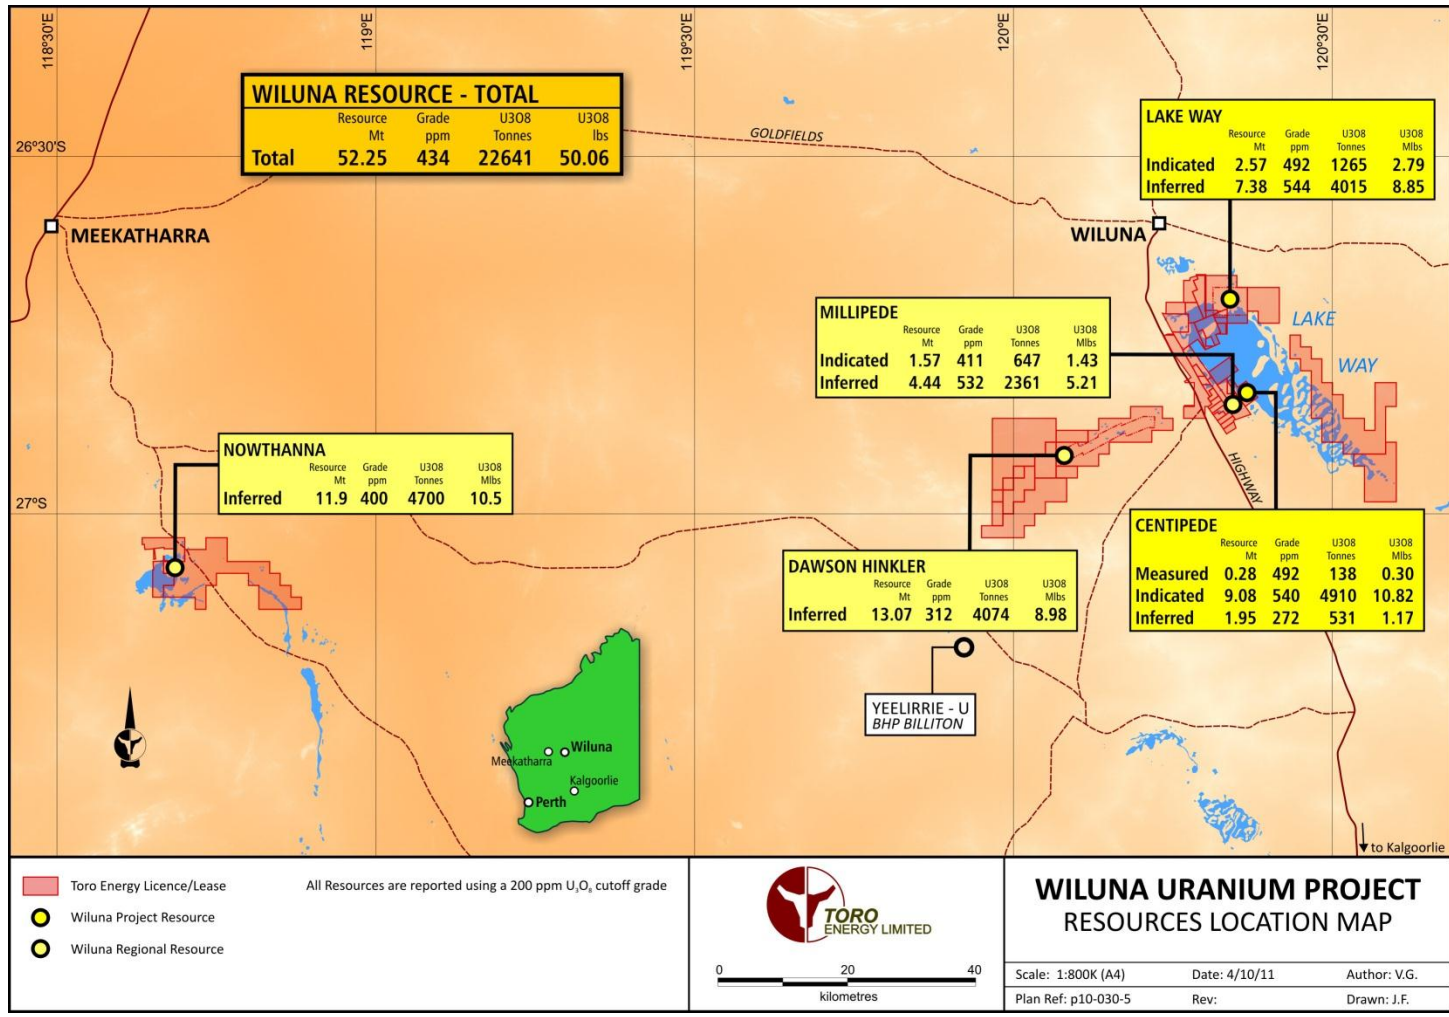 118°30'E
119°E
119°30'E
120°E
120°30'E
WILUNA RESOURCE - TOTAL
Resource Grade U3O8 U3O8
Mt ppm Tonnes lbs
Total 52.25 434 22641 50.06
GOLDFIELDS
LAKE WAY
Resource Grade U3O8 U3O8
Mt ppm Tonnes Mlbs
Indicated 2.57 492 1265 2.79
Inferred 7.38 544 4015 8.85
26°30'S
MEEKATHARRA
WILUNA
MILLIPEDE
Resource Grade U3O8 U3O8
Mt ppm Tonnes Mlbs
Indicated 1.57 411 647 1.43
Inferred 4.44 532 2361 5.21
LAKE
WAY
NOWTHANNA
Resource Grade U3O8 U3O8
Mt ppm Tonnes Mlbs
Inferred 11.9 400 4700 10.5
HIGHWAY
27°S
CENTIPEDE
Resource Grade U3O8 U3O8
Mt ppm Tonnes Mlbs
Measured 0.28 492 138 0.30
Indicated 9.08 540 4910 10.82
Inferred 1.95 272 531 1.17
DAWSON HINKLER
Resource Grade U3O8 U3O8
Mt ppm Tonnes Mlbs
Inferred 13.07 312 4074 8.98
YEELIRRIE - U
BHP BILLITON
Wiluna
Meekatharra
Kalgoorlie
Perth
to Kalgoorlie
Toro Energy Licence/Lease
All Resources are reported using a 200 ppm U₃O₈ cutoff grade
Wiluna Project Resource
Wiluna Regional Resource
TORO
ENERGY LIMITED
0 20 40
kilometres
WILUNA URANIUM PROJECT
RESOURCES LOCATION MAP
Scale: 1:800K (A4) Date: 4/10/11 Author: V.G.
Plan Ref: p10-030-5 Rev: Drawn: J.F.